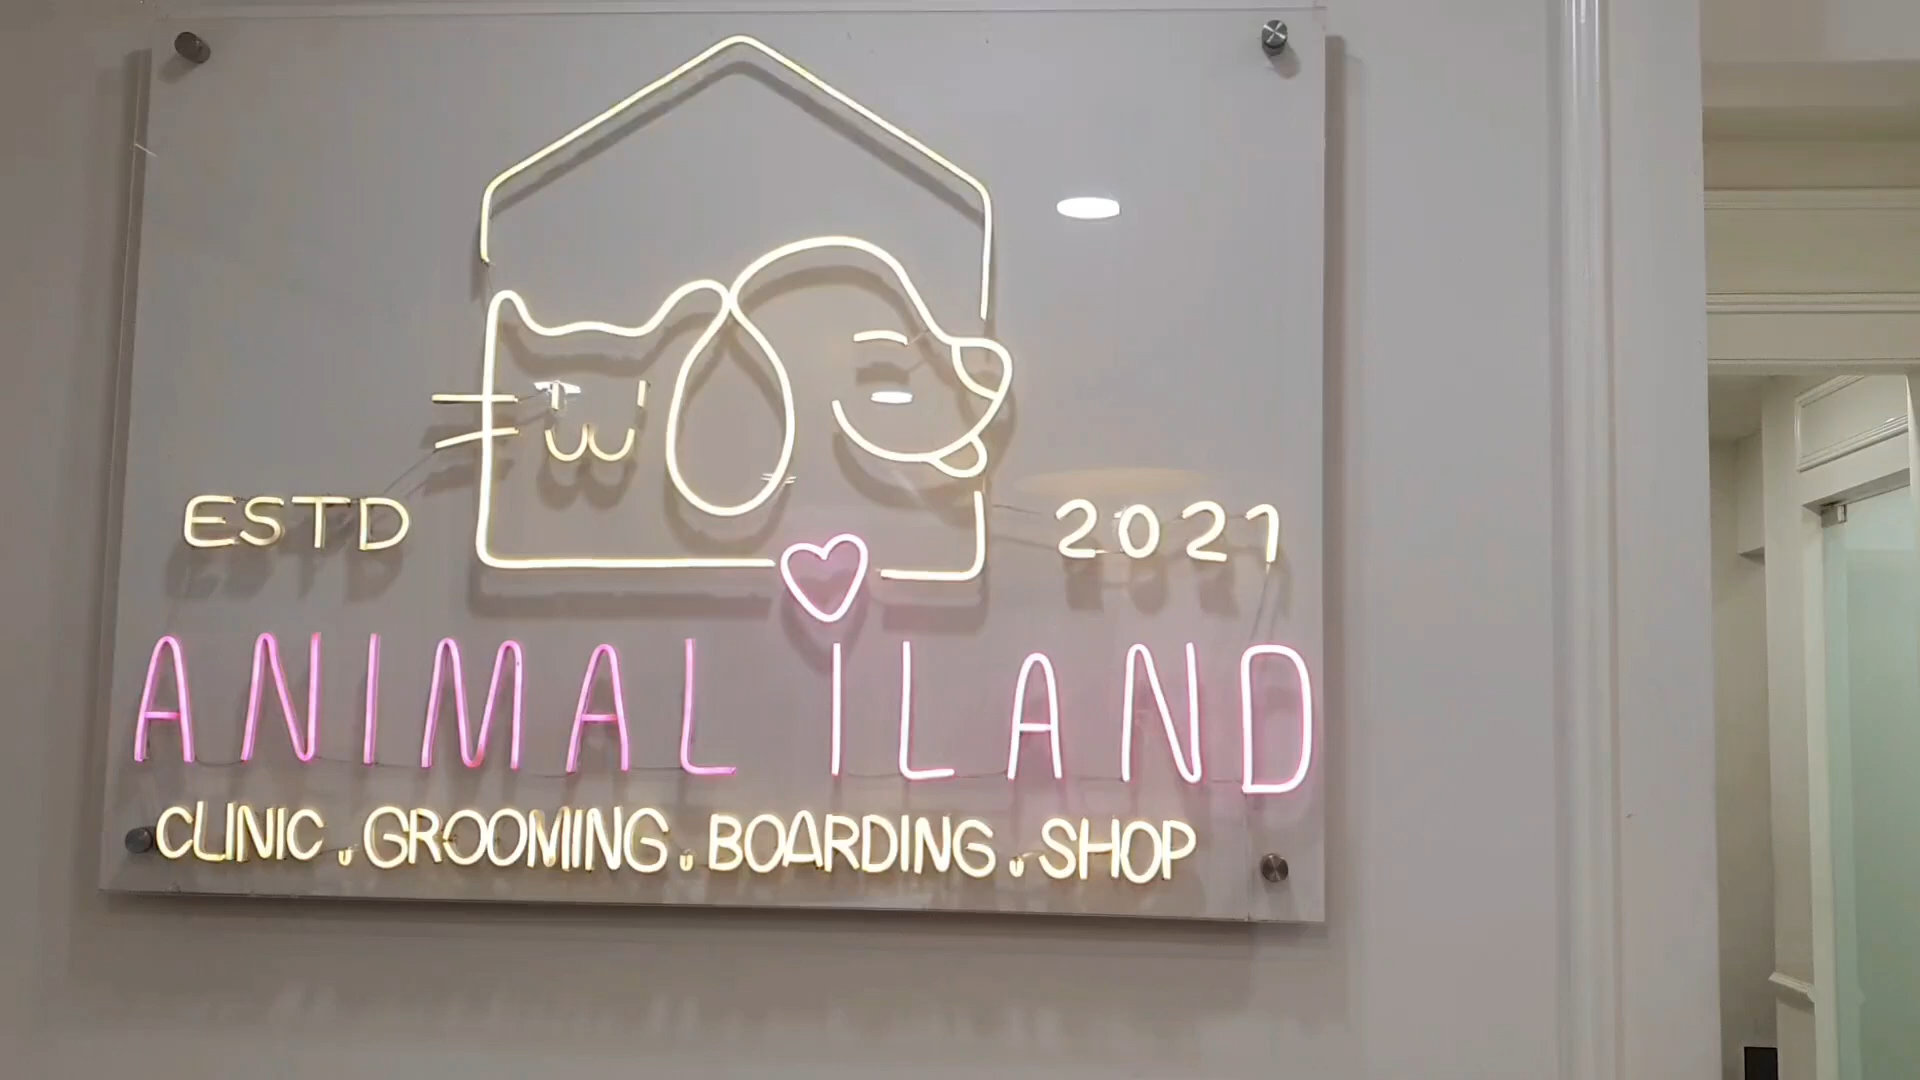 ESTD 2021
ANIMAL ILAND
CLINIC . GROOMING . BOARDING . SHOP